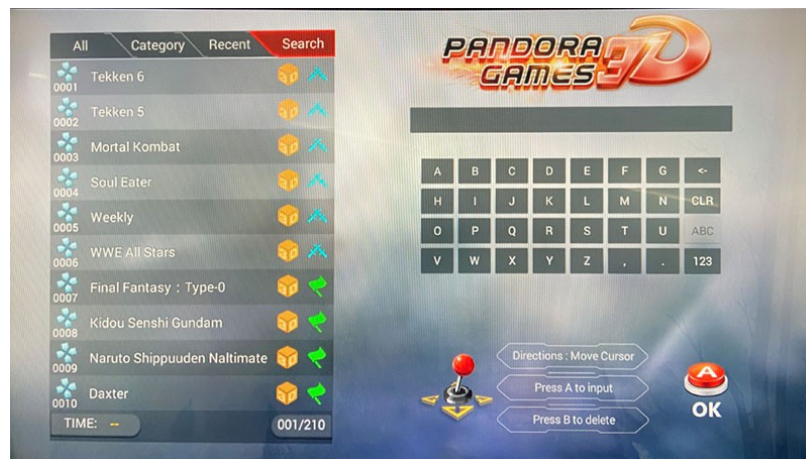 All Category Recent Search
0001 Tekken 6
0002 Tekken 5
0003 Mortal Kombat
0004 Soul Eater
0005 Weekly
0006 WWE All Stars
0007 Final Fantasy : Type-0
0008 Kidou Senshi Gundam
0009 Naruto Shippuuden Naltimate
0010 Daxter
TIME: -- 001/210
PANDORA
GAMES 3D
A B C D E F G <-
H I J K L M N CLR
O P Q R S T U ABC
V W X Y Z , . 123
Directions : Move Cursor
Press A to input
Press B to delete
A
OK